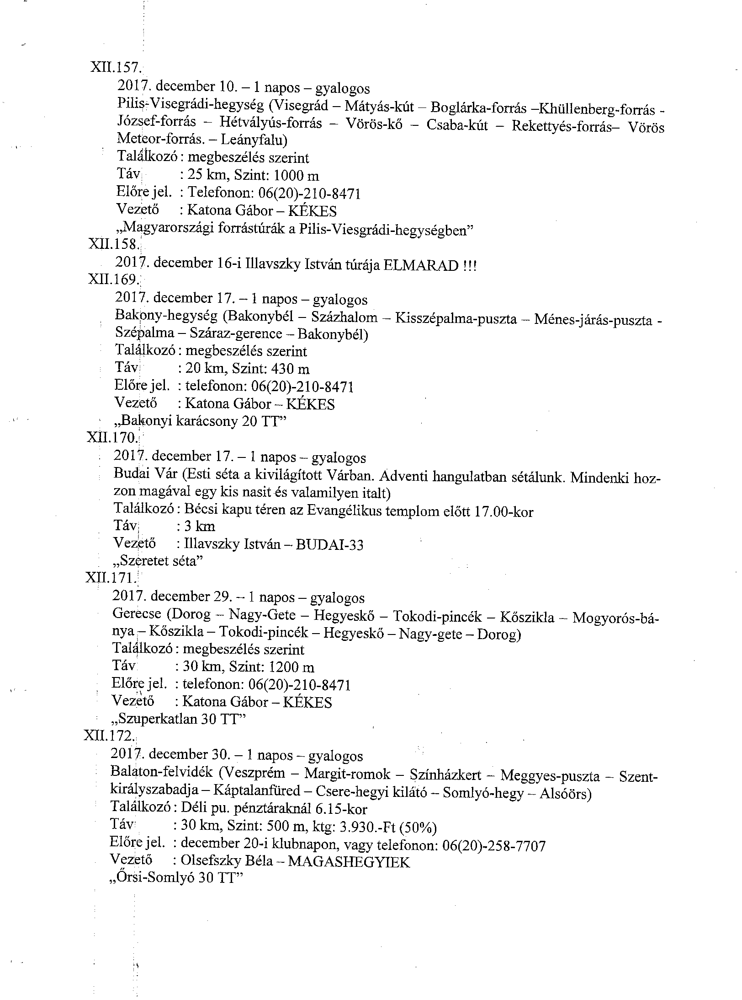 XII.157.
2017. december 10. – 1 napos – gyalogos
Pilis-Visegrádi-hegység (Visegrád – Mátyás-kút – Boglárka-forrás –Khüllenberg-forrás -
József-forrás – Hétvályús-forrás – Vörös-kő – Csaba-kút – Rekettyés-forrás– Vörös
Meteor-forrás. – Leányfalu)
Találkozó : megbeszélés szerint
Táv : 25 km, Szint: 1000 m
Előre jel. : Telefonon: 06(20)-210-8471
Vezető : Katona Gábor – KÉKES
„Magyarországi forrástúrák a Pilis-Viesgrádi-hegységben”
XII.158.
2017. december 16-i Illavszky István túrája ELMARAD !!!
XII.169.
2017. december 17. – 1 napos – gyalogos
Bakony-hegység (Bakonybél – Százhalom – Kisszépalma-puszta – Ménes-járás-puszta -
Szépalma – Száraz-gerence – Bakonybél)
Találkozó : megbeszélés szerint
Táv : 20 km, Szint: 430 m
Előre jel. : telefonon: 06(20)-210-8471
Vezető : Katona Gábor – KÉKES
„Bakonyi karácsony 20 TT”
XII.170.
2017. december 17. – 1 napos – gyalogos
Budai Vár (Esti séta a kivilágított Várban. Adventi hangulatban sétálunk. Mindenki hoz-
zon magával egy kis nasit és valamilyen italt)
Találkozó : Bécsi kapu téren az Evangélikus templom előtt 17.00-kor
Táv : 3 km
Vezető : Illavszky István – BUDAI-33
„Szeretet séta”
XII.171.
2017. december 29. – 1 napos – gyalogos
Gerecse (Dorog – Nagy-Gete – Hegyeskő – Tokodi-pincék – Kőszikla – Mogyorós-bá-
nya – Kőszikla – Tokodi-pincék – Hegyeskő – Nagy-gete – Dorog)
Találkozó : megbeszélés szerint
Táv : 30 km, Szint: 1200 m
Előre jel. : telefonon: 06(20)-210-8471
Vezető : Katona Gábor – KÉKES
„Szuperkatlan 30 TT”
XII.172.
2017. december 30. – 1 napos – gyalogos
Balaton-felvidék (Veszprém – Margit-romok – Színházkert – Meggyes-puszta – Szent-
királyszabadja – Káptalanfüred – Csere-hegyi kilátó – Somlyó-hegy – Alsóörs)
Találkozó : Déli pu. pénztáraknál 6.15-kor
Táv : 30 km, Szint: 500 m, ktg: 3.930.-Ft (50%)
Előre jel. : december 20-i klubnapon, vagy telefonon: 06(20)-258-7707
Vezető : Olsefszky Béla – MAGASHEGYIEK
„Őrsi-Somlyó 30 TT”